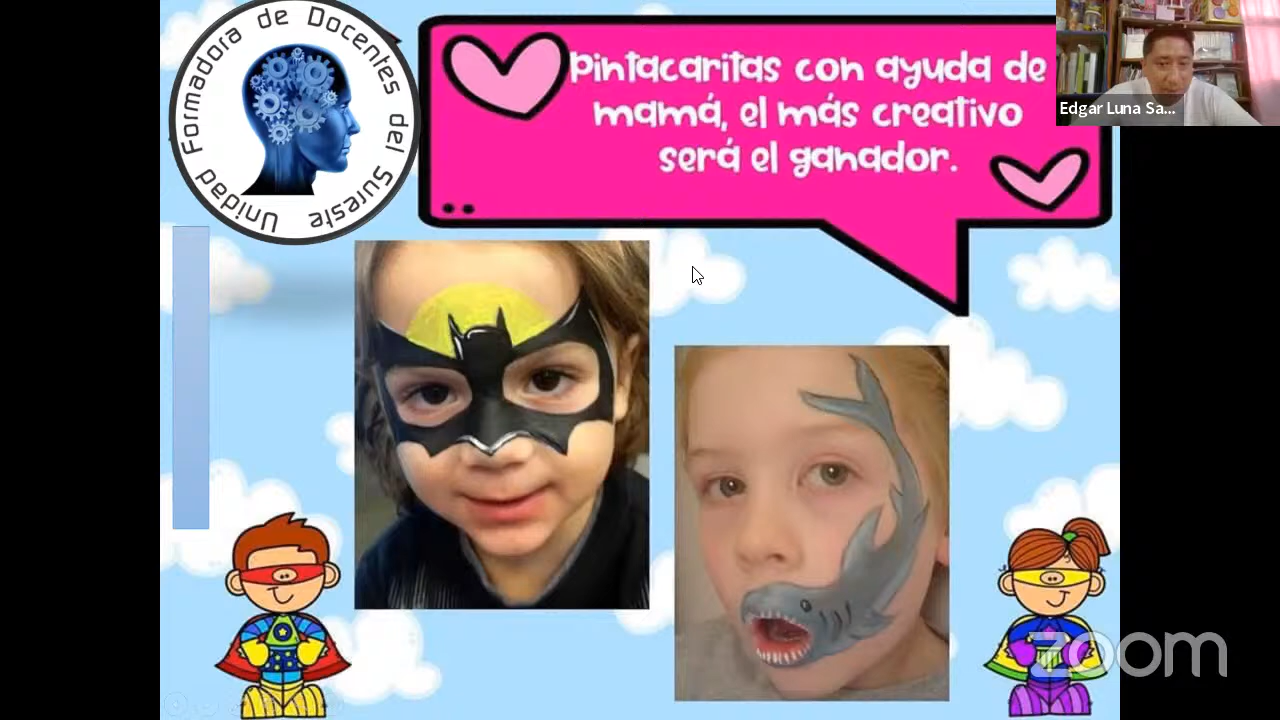 Unidad Formadora de Docentes del Sureste
Pintacaritas con ayuda de
mamá, el más creativo
será el ganador.
Edgar Luna Sa...
zoom